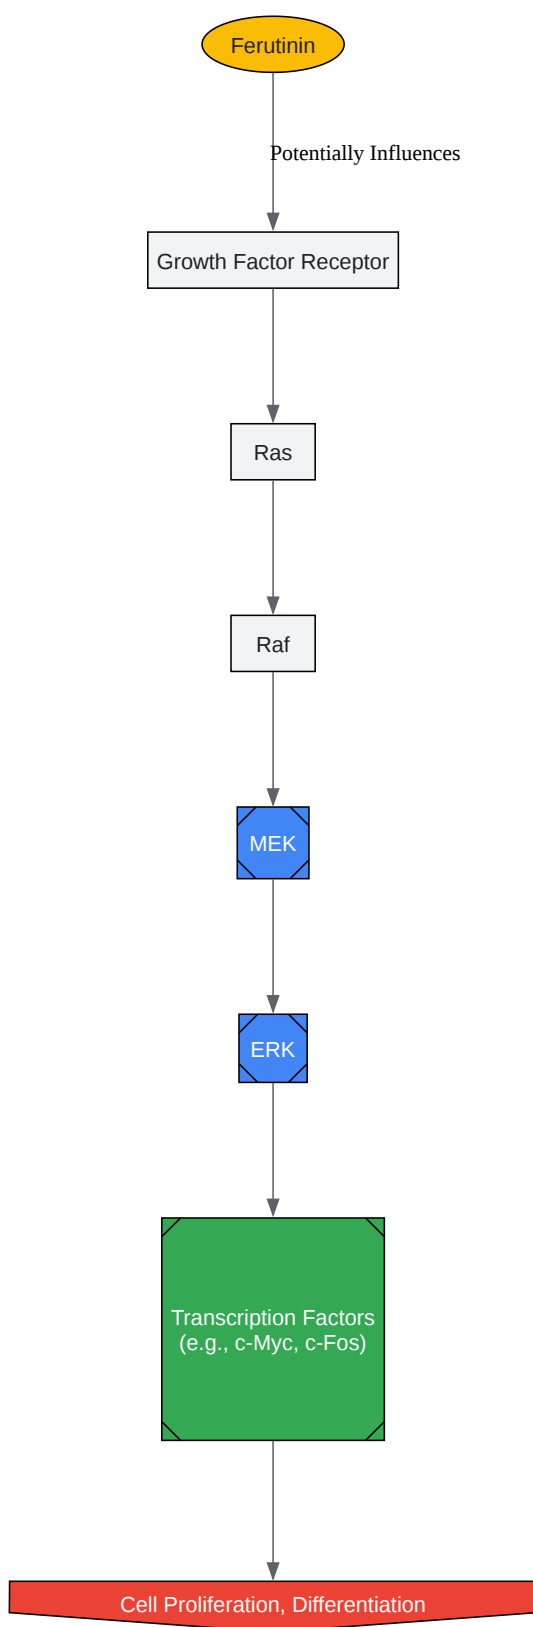 Ferutinin
Potentially Influences
Growth Factor Receptor
Ras
Raf
MEK
ERK
Transcription Factors
(e.g., c-Myc, c-Fos)
Cell Proliferation, Differentiation